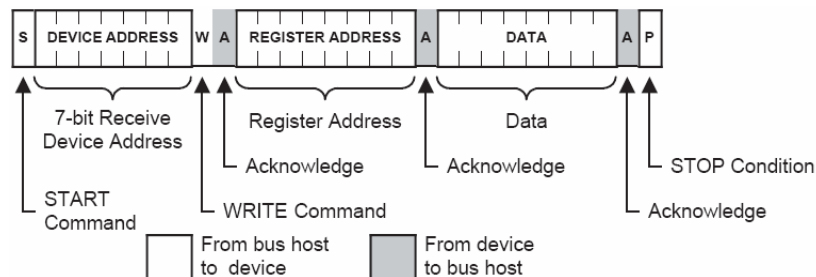 S DEVICE ADDRESS W A REGISTER ADDRESS A DATA A P
7-bit Receive
Device Address
Register Address
Data
Acknowledge
Acknowledge
STOP Condition
START
Command
WRITE Command
Acknowledge
From bus host
to device
From device
to bus host